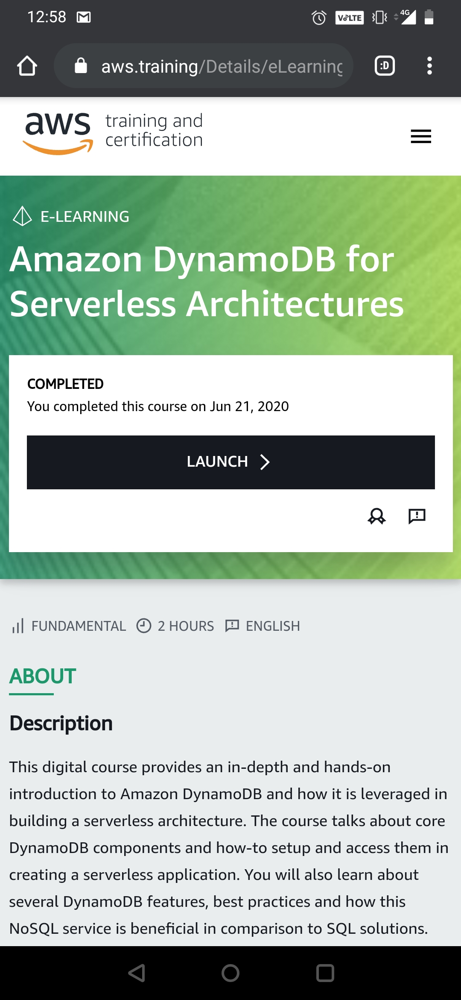 12:58 VoLTE 4G
aws.training/Details/eLearning
:D
aws training and
certification
E-LEARNING
Amazon DynamoDB for
Serverless Architectures
COMPLETED
You completed this course on Jun 21, 2020
LAUNCH
FUNDAMENTAL 2 HOURS ENGLISH
ABOUT
Description
This digital course provides an in-depth and hands-on
introduction to Amazon DynamoDB and how it is leveraged in
building a serverless architecture. The course talks about core
DynamoDB components and how-to setup and access them in
creating a serverless application. You will also learn about
several DynamoDB features, best practices and how this
NoSQL service is beneficial in comparison to SQL solutions.